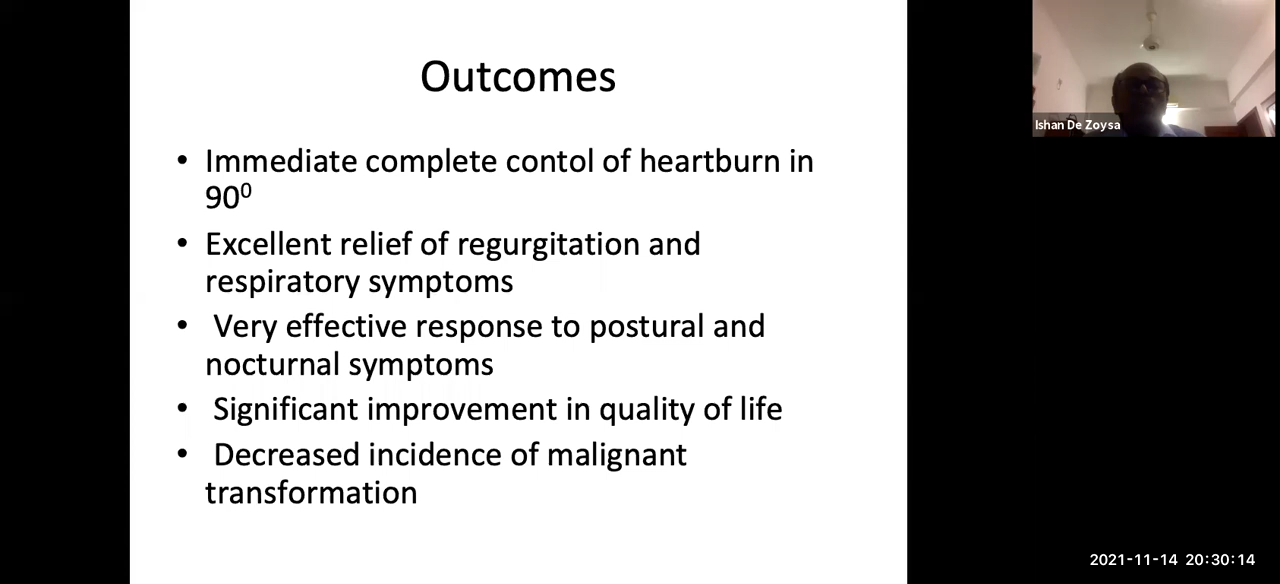 Outcomes
• Immediate complete contol of heartburn in
90⁰
• Excellent relief of regurgitation and
respiratory symptoms
• Very effective response to postural and
nocturnal symptoms
• Significant improvement in quality of life
• Decreased incidence of malignant
transformation
Ishan De Zoysa
2021-11-14 20:30:14